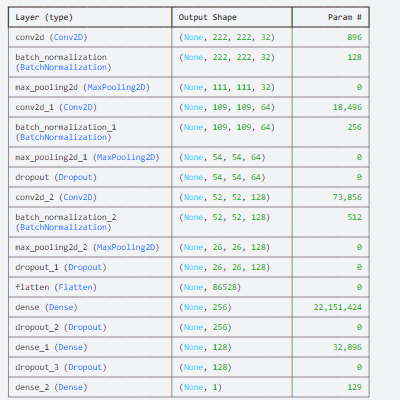 Layer (type) Output Shape Param #
conv2d (Conv2D) (None, 222, 222, 32) 896
batch_normalization (None, 222, 222, 32) 128
(BatchNormalization)
max_pooling2d (MaxPooling2D) (None, 111, 111, 32) 0
conv2d_1 (Conv2D) (None, 109, 109, 64) 18,496
batch_normalization_1 (None, 109, 109, 64) 256
(BatchNormalization)
max_pooling2d_1 (MaxPooling2D) (None, 54, 54, 64) 0
dropout (Dropout) (None, 54, 54, 64) 0
conv2d_2 (Conv2D) (None, 52, 52, 128) 73,856
batch_normalization_2 (None, 52, 52, 128) 512
(BatchNormalization)
max_pooling2d_2 (MaxPooling2D) (None, 26, 26, 128) 0
dropout_1 (Dropout) (None, 26, 26, 128) 0
flatten (Flatten) (None, 86528) 0
dense (Dense) (None, 256) 22,151,424
dropout_2 (Dropout) (None, 256) 0
dense_1 (Dense) (None, 128) 32,896
dropout_3 (Dropout) (None, 128) 0
dense_2 (Dense) (None, 1) 129